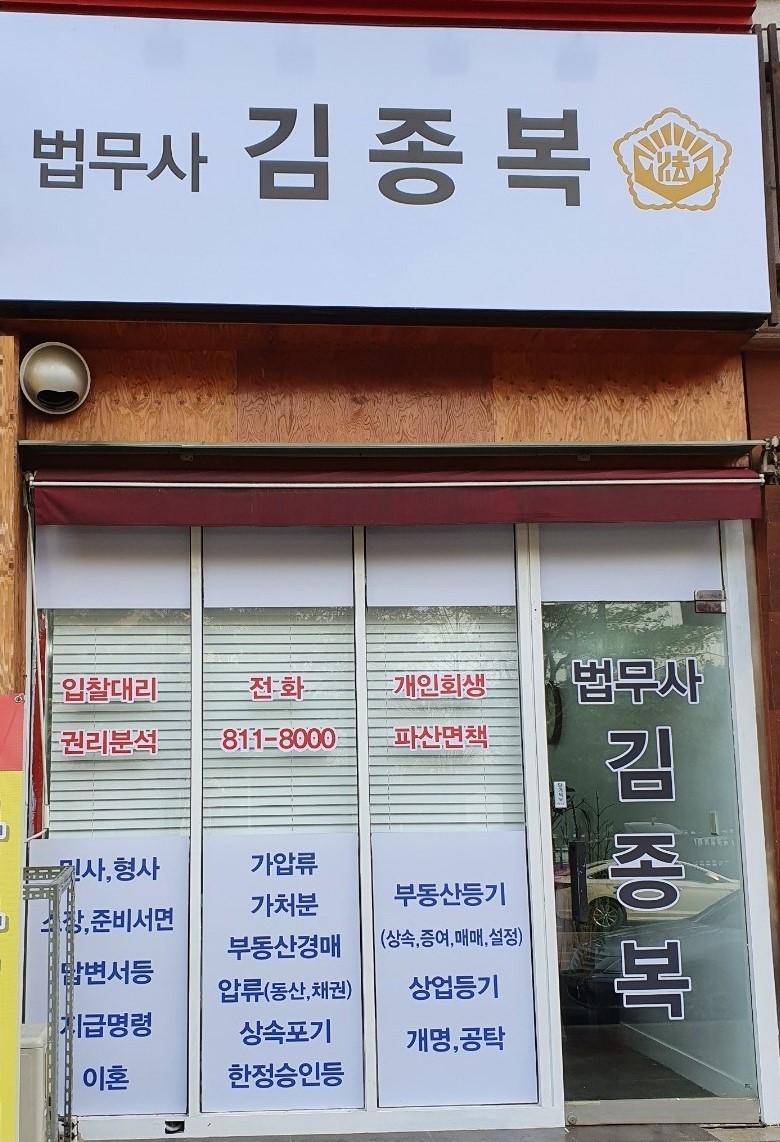 법무사 김종복
法
입찰대리
권리분석
전화
811-8000
개인회생
파산면책
법무사
김
종
복
민사,형사
소장,준비서면
답변서등
지급명령
이혼
가압류
가처분
부동산경매
압류(동산,채권)
상속포기
한정승인등
부동산등기
(상속,증여,매매,설정)
상업등기
개명,공탁